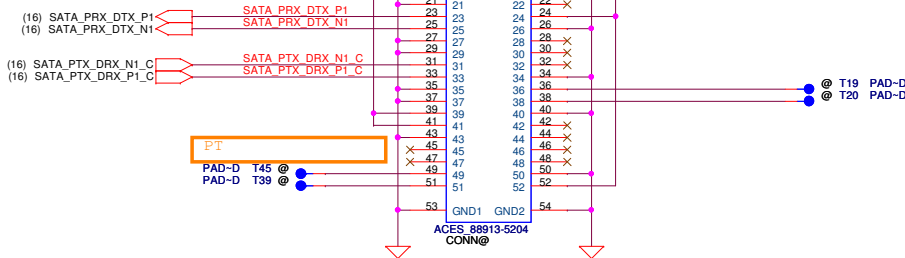 21 21 22 22
(16) SATA_PRX_DTX_P1 SATA_PRX_DTX_P1 23 23 24 24
(16) SATA_PRX_DTX_N1 SATA_PRX_DTX_N1 25 25 26 26
27 27 28 28
29 29 30 30
(16) SATA_PTX_DRX_N1_C SATA_PTX_DRX_N1_C 31 31 32 32
(16) SATA_PTX_DRX_P1_C SATA_PTX_DRX_P1_C 33 33 34 34
35 35 36 36 @ T19 PAD~D
37 37 38 38 @ T20 PAD~D
39 39 40 40
41 41 42 42
43 43 44 44
PT 45 45 46 46
47 47 48 48
PAD~D T45 @ 49 49 50 50
PAD~D T39 @ 51 51 52 52
53 GND1 GND2 54
ACES_88913-5204
CONN@